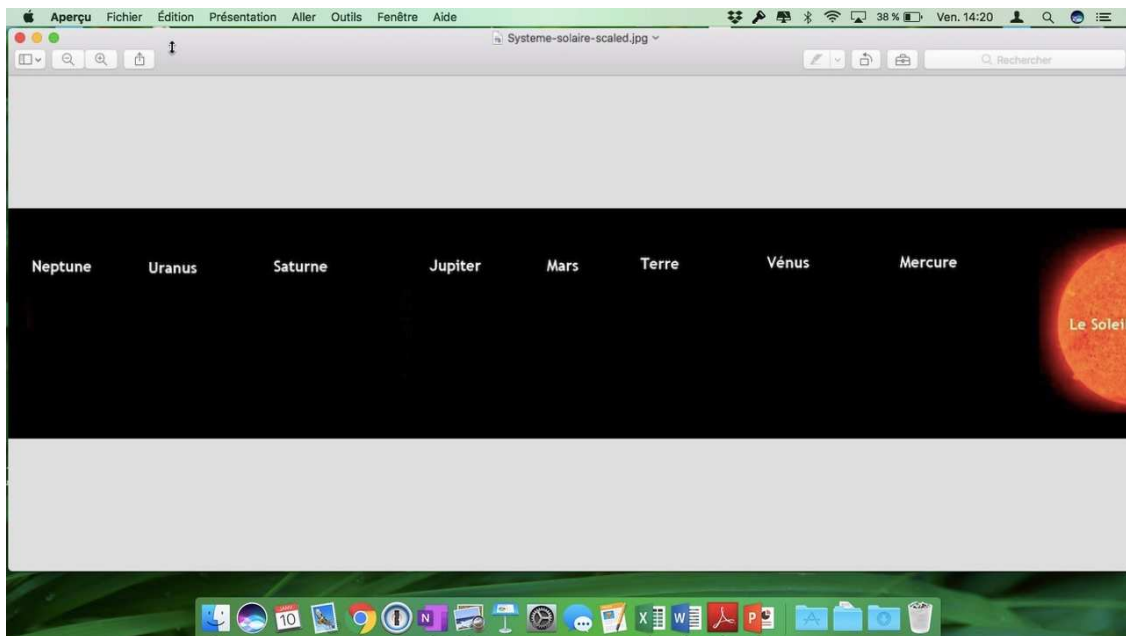 Aperçu Fichier Édition Présentation Aller Outils Fenêtre Aide 38 % Ven. 14:20
Systeme-solaire-scaled.jpg
Rechercher
Neptune Uranus Saturne Jupiter Mars Terre Vénus Mercure
Le Solei
10